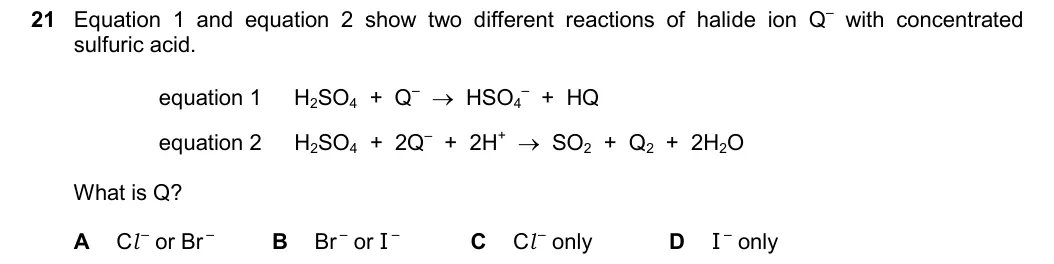 21 Equation 1 and equation 2 show two different reactions of halide ion Q⁻ with concentrated
sulfuric acid.
equation 1 H₂SO₄ + Q⁻ → HSO₄⁻ + HQ
equation 2 H₂SO₄ + 2Q⁻ + 2H⁺ → SO₂ + Q₂ + 2H₂O
What is Q?
A Cl⁻ or Br⁻ B Br⁻ or I⁻ C Cl⁻ only D I⁻ only